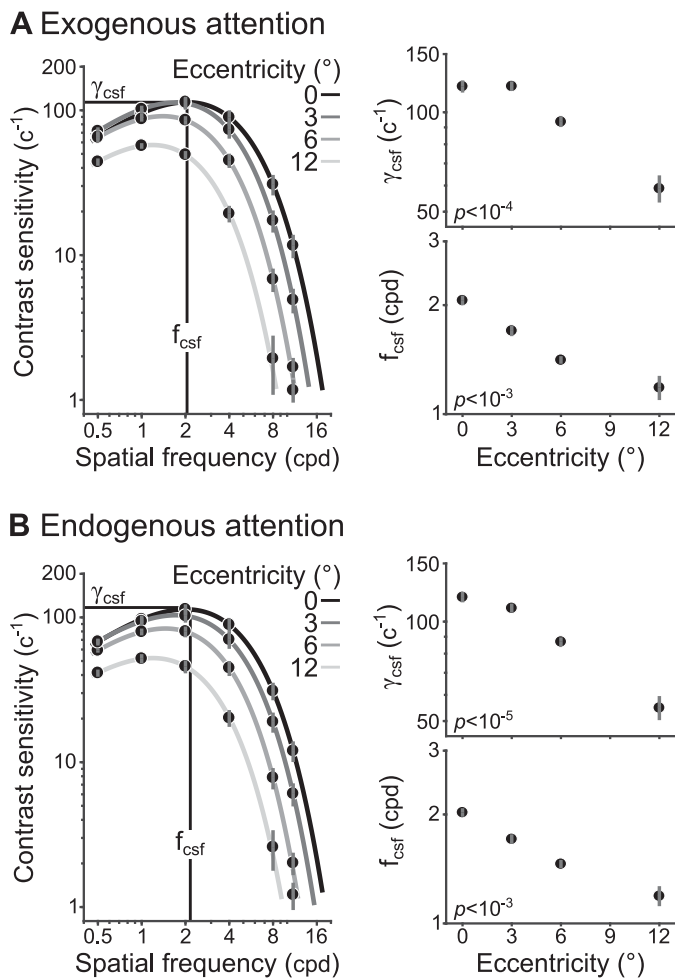 A Exogenous attention
200
100
10
1
Contrast sensitivity (c⁻¹)
γcsf
fcsf
Eccentricity (°)
0
3
6
12
0.5 1 2 4 8 16
Spatial frequency (cpd)
150
100
50
γcsf (c⁻¹)
p<10⁻⁴
3
2
1
fcsf (cpd)
p<10⁻³
0 3 6 12
Eccentricity (°)
B Endogenous attention
200
100
10
1
Contrast sensitivity (c⁻¹)
γcsf
fcsf
Eccentricity (°)
0
3
6
12
0.5 1 2 4 8 16
Spatial frequency (cpd)
150
100
50
γcsf (c⁻¹)
p<10⁻⁵
3
2
1
fcsf (cpd)
p<10⁻³
0 3 6 12
Eccentricity (°)